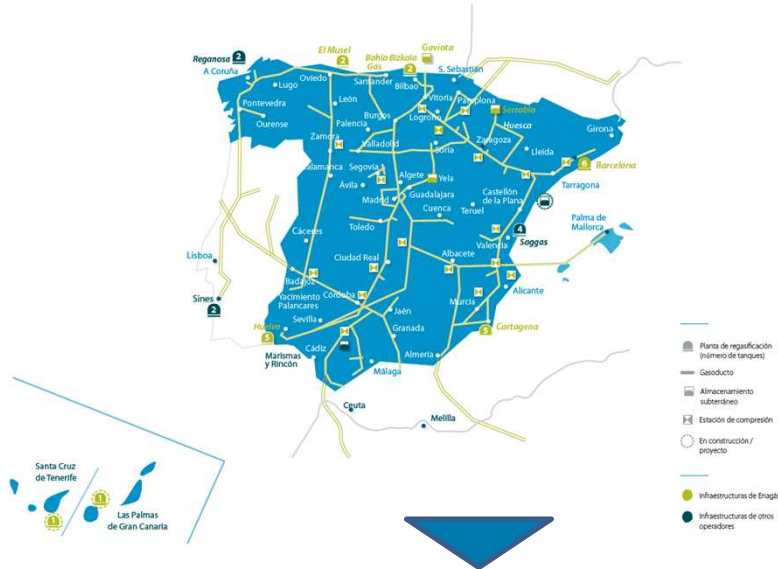 Reganosa 2
A Coruña
El Musel
2
Bahía Bizkaia
Gas
2
Gaviota
S. Sebastián
Oviedo
Santander
Bilbao
Lugo
León
Vitoria
Pamplona
Pontevedra
Burgos
Logroño
Serrablo
Ourense
Palencia
Huesca
Girona
Zamora
Valladolid
Soria
Zaragoza
Lleida
6 Barcelona
Salamanca
Segovia
Tarragona
Ávila
Algete
Yela
Madrid
Guadalajara
Castellón
de la Plana
Cuenca
Teruel
Palma de
Mallorca
Cáceres
Toledo
4
Saggas
Valencia
Lisboa
Ciudad Real
Albacete
Badajoz
Alicante
Sines
2
Yacimiento
Palancares
Córdoba
Murcia
Sevilla
Jaén
Huelva
5
Granada
5
Cartagena
Cádiz
Marismas
y Rincón
Almería
Málaga
Ceuta
Melilla
Planta de regasificación
(número de tanques)
Gasoducto
Almacenamiento
subterráneo
Estación de compresión
En construcción /
proyecto
Infraestructuras de Enagás
Infraestructuras de otros
operadores
Santa Cruz
de Tenerife
1
1
Las Palmas
de Gran Canaria